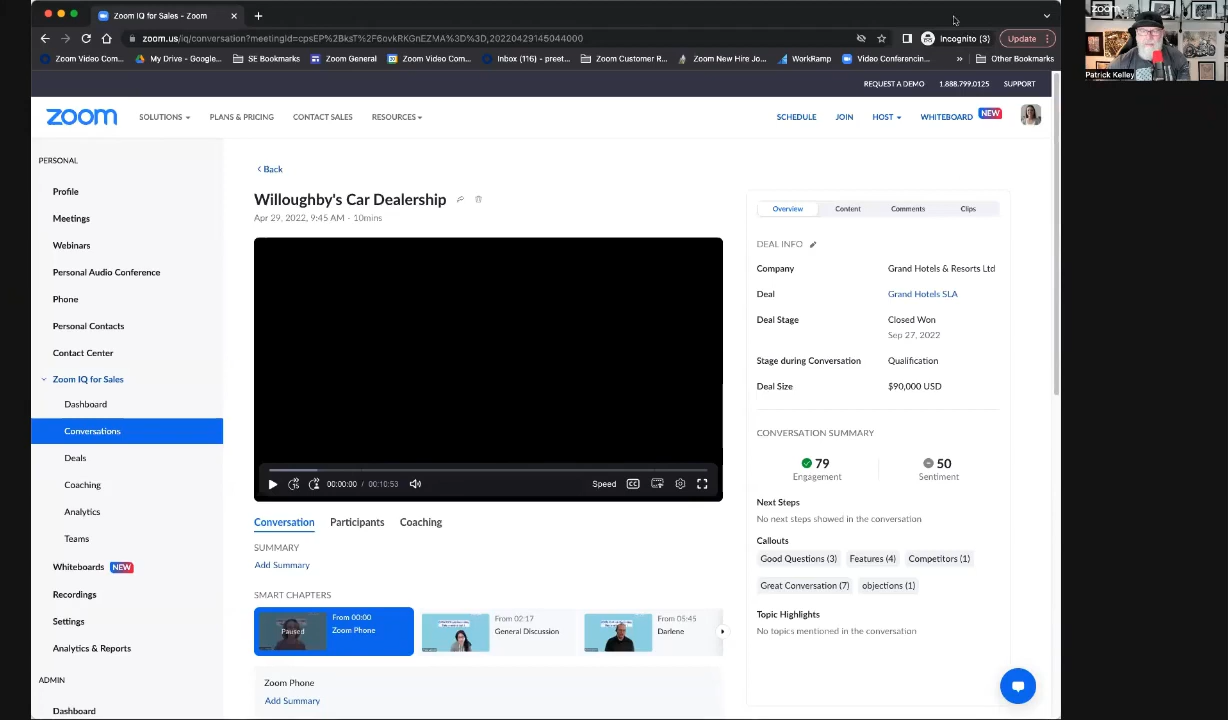 Zoom IQ for Sales - Zoom
zoom.us/iq/conversation?meetingId=cpsEP%2BksT%2F6ovkRKGnEZMA%3D%3D,20220429145044000
Incognito (3)
Update
Zoom Video Com...
My Drive - Google...
SE Bookmarks
Zoom General
Zoom Video Com...
Inbox (116) - preet...
Zoom Customer R...
Zoom New Hire Jo...
WorkRamp
Video Conferencin...
»
Other Bookmarks
zoom
Patrick Kelley
REQUEST A DEMO
1.888.799.0125
SUPPORT
zoom
SOLUTIONS
PLANS & PRICING
CONTACT SALES
RESOURCES
SCHEDULE
JOIN
HOST
WHITEBOARD
NEW
PERSONAL
Profile
Meetings
Webinars
Personal Audio Conference
Phone
Personal Contacts
Contact Center
Zoom IQ for Sales
Dashboard
Conversations
Deals
Coaching
Analytics
Teams
Whiteboards NEW
Recordings
Settings
Analytics & Reports
ADMIN
Dashboard
Back
Willoughby's Car Dealership
Apr 29, 2022, 9:45 AM - 10mins
15
00:00:00 / 00:10:53
Speed
CC
Conversation
Participants
Coaching
SUMMARY
Add Summary
SMART CHAPTERS
Paused
From 00:00
Zoom Phone
From 02:17
General Discussion
From 05:45
Darlene
Zoom Phone
Add Summary
Overview
Content
Comments
Clips
DEAL INFO
Company Grand Hotels & Resorts Ltd
Deal Grand Hotels SLA
Deal Stage Closed Won
Sep 27, 2022
Stage during Conversation Qualification
Deal Size $90,000 USD
CONVERSATION SUMMARY
79
Engagement
50
Sentiment
Next Steps
No next steps showed in the conversation
Callouts
Good Questions (3)
Features (4)
Competitors (1)
Great Conversation (7)
objections (1)
Topic Highlights
No topics mentioned in the conversation